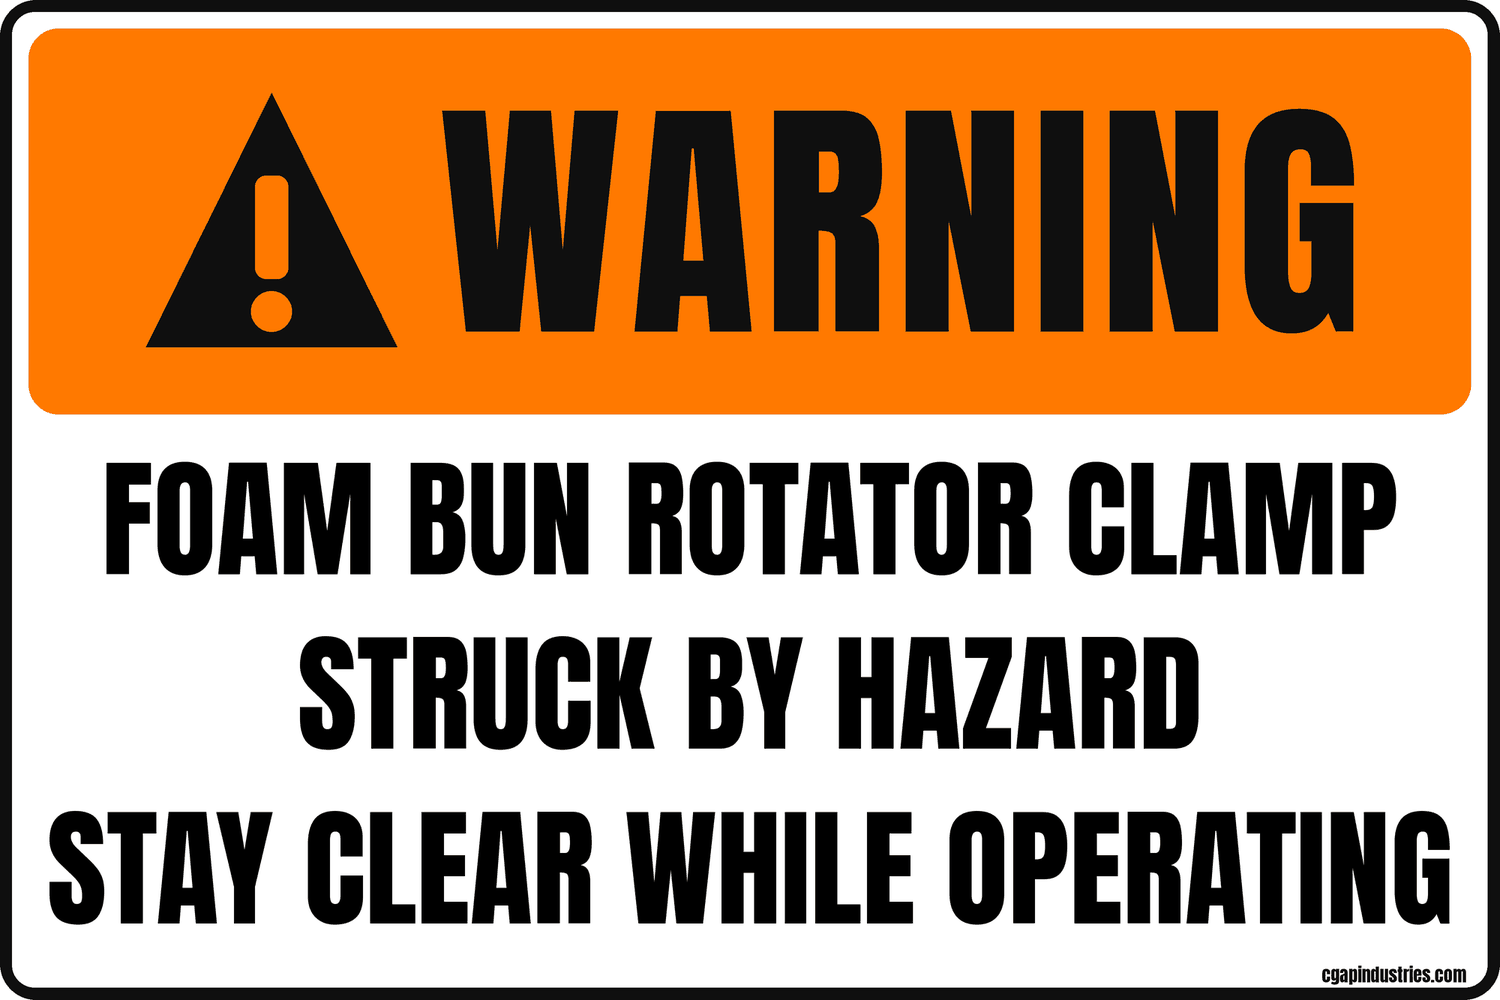 WARNING
FOAM BUN ROTATOR CLAMP
STRUCK BY HAZARD
STAY CLEAR WHILE OPERATING
cgapindustries.com